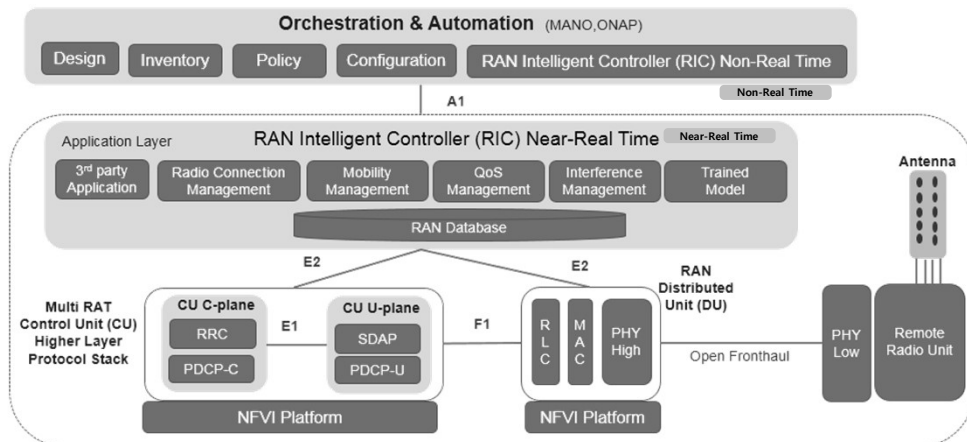 Orchestration & Automation (MANO,ONAP)
Design
Inventory
Policy
Configuration
RAN Intelligent Controller (RIC) Non-Real Time
Non-Real Time
A1
Application Layer
RAN Intelligent Controller (RIC) Near-Real Time
Near-Real Time
3rd party
Application
Radio Connection
Management
Mobility
Management
QoS
Management
Interference
Management
Trained
Model
RAN Database
Antenna
E2
E2
RAN
Distributed
Unit (DU)
Multi RAT
Control Unit (CU)
Higher Layer
Protocol Stack
CU C-plane
RRC
PDCP-C
E1
CU U-plane
SDAP
PDCP-U
F1
RLC
MAC
PHY
High
Open Fronthaul
PHY
Low
Remote
Radio Unit
NFVI Platform
NFVI Platform